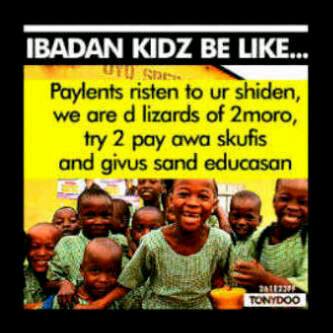 IBADAN KIDZ BE LIKE...
OYO
Paylents risten to ur shiden,
we are d lizards of 2moro,
try 2 pay awa skufis
and givus sand educasan
TONYDOO